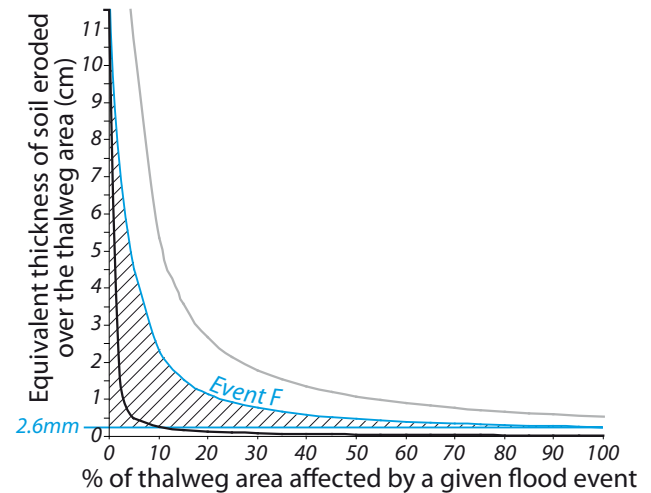 Equivalent thickness of soil eroded
over the thalweg area (cm)
11
10
9
8
7
6
5
4
3
2
1
0
2.6mm
Event F
0 10 20 30 40 50 60 70 80 90 100
% of thalweg area affected by a given flood event